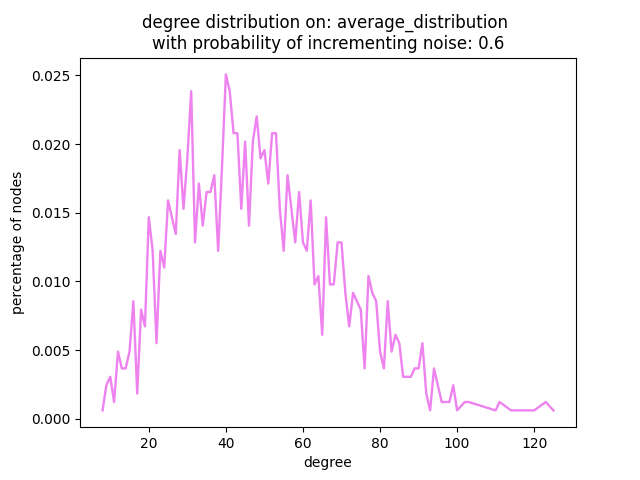 degree distribution on: average_distribution
with probability of incrementing noise: 0.6
0.025
0.020
0.015
0.010
0.005
0.000
percentage of nodes
20 40 60 80 100 120
degree